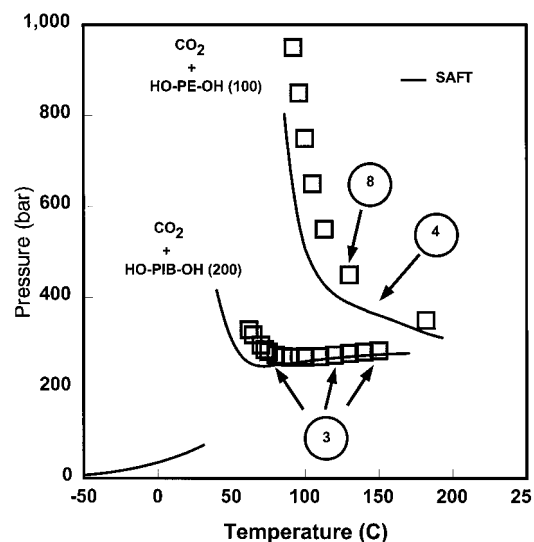 1,000
800
600
400
200
0
Pressure (bar)
CO2
+
HO-PE-OH (100)
SAFT
8
4
CO2
+
HO-PIB-OH (200)
3
-50 0 50 100 150 200 25
Temperature (C)